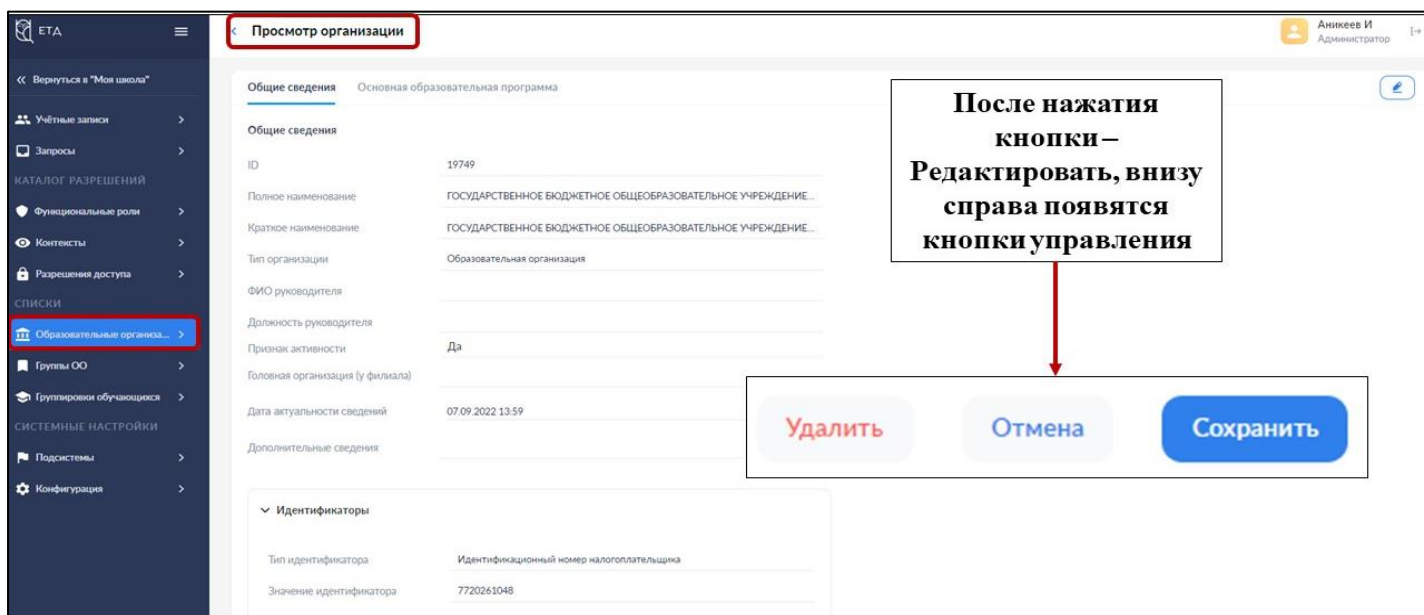 ЕТД
Просмотр организации
Аникеев И
Администратор
Вернуться в "Моя школа"
Учётные записи
Запросы
КАТАЛОГ РАЗРЕШЕНИЙ
Функциональные роли
Контексты
Разрешения доступа
СПИСКИ
Образовательные организа...
Группы ОО
Группировки обучающихся
СИСТЕМНЫЕ НАСТРОЙКИ
Подсистемы
Конфигурация
Общие сведения Основная образовательная программа
Общие сведения
ID 19749
Полное наименование ГОСУДАРСТВЕННОЕ БЮДЖЕТНОЕ ОБЩЕОБРАЗОВАТЕЛЬНОЕ УЧРЕЖДЕНИЕ...
Краткое наименование ГОСУДАРСТВЕННОЕ БЮДЖЕТНОЕ ОБЩЕОБРАЗОВАТЕЛЬНОЕ УЧРЕЖДЕНИЕ...
Тип организации Образовательная организация
ФИО руководителя
Должность руководителя
Признак активности Да
Головная организация (у филиала)
Дата актуальности сведений 07.09.2022 13:59
Дополнительные сведения
Идентификаторы
Тип идентификатора Идентификационный номер налогоплательщика
Значение идентификатора 7720261048
После нажатия
кнопки –
Редактировать, внизу
справа появятся
кнопки управления
Удалить Отмена Сохранить